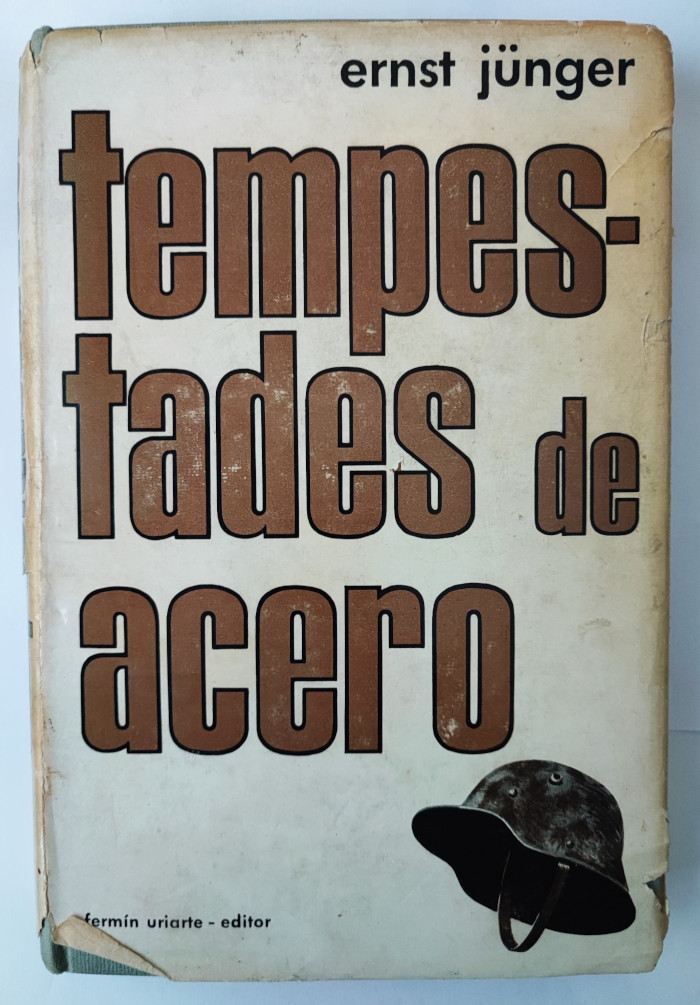 ernst jünger
tempes-
tades de
acero
fermín uriarte - editor